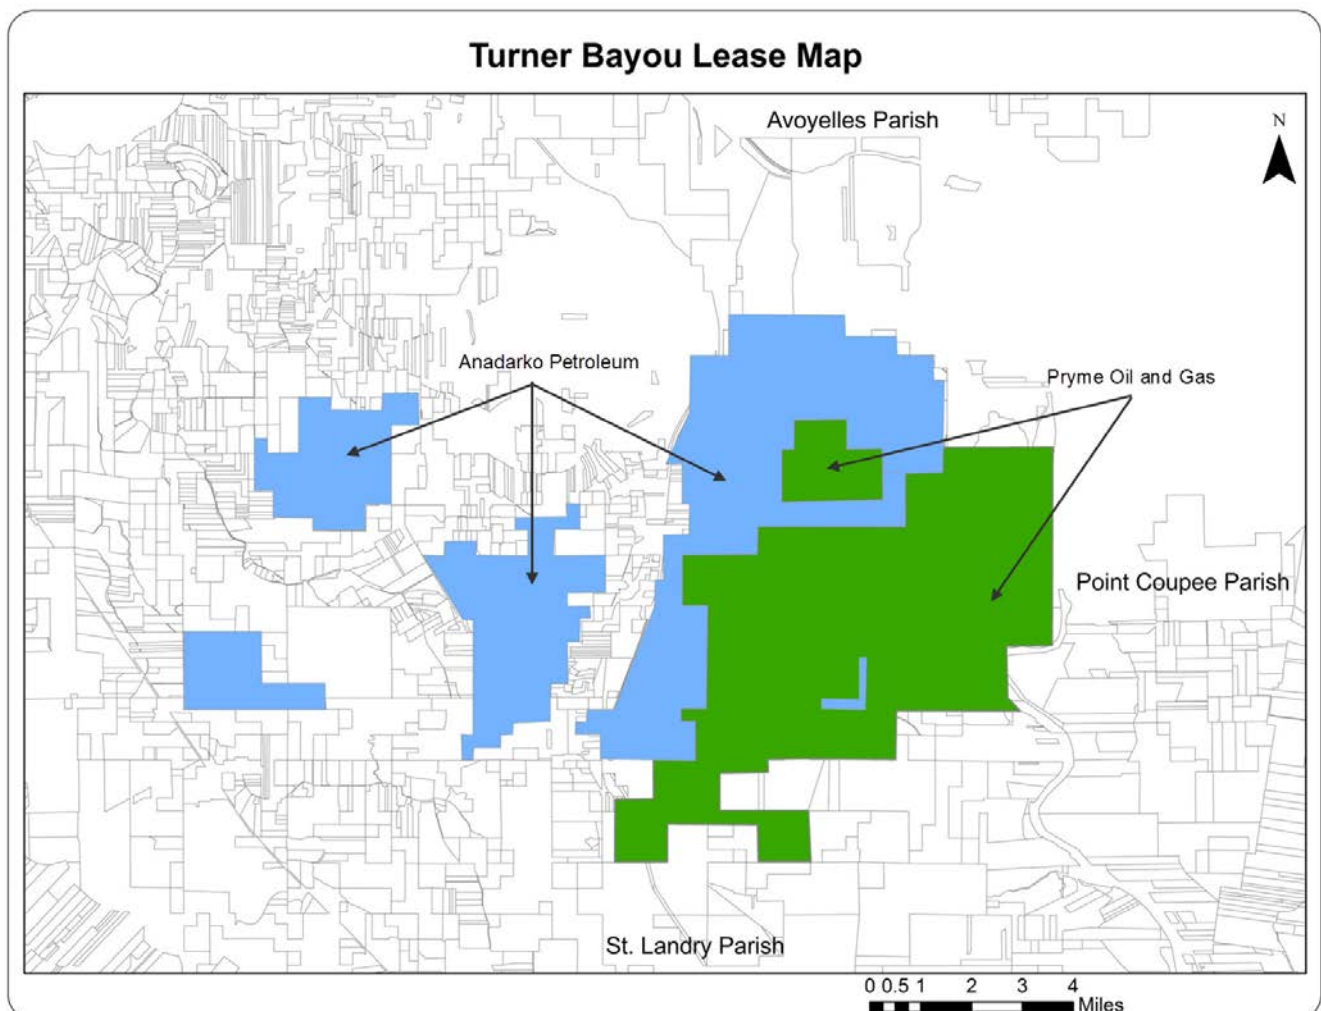 Turner Bayou Lease Map
Avoyelles Parish
N
Anadarko Petroleum
Pryme Oil and Gas
Point Coupee Parish
St. Landry Parish
0 0.5 1 2 3 4
Miles